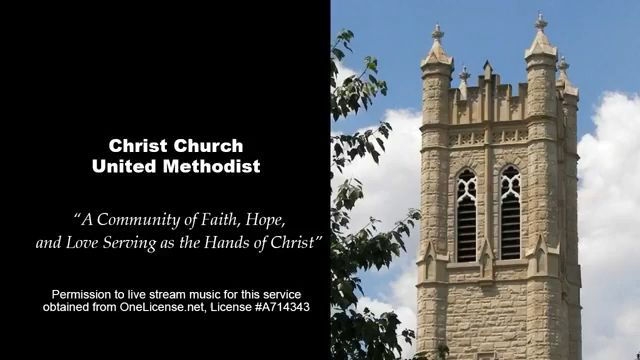 Christ Church
United Methodist
“A Community of Faith, Hope,
and Love Serving as the Hands of Christ”
Permission to live stream music for this service
obtained from OneLicense.net, License #A714343